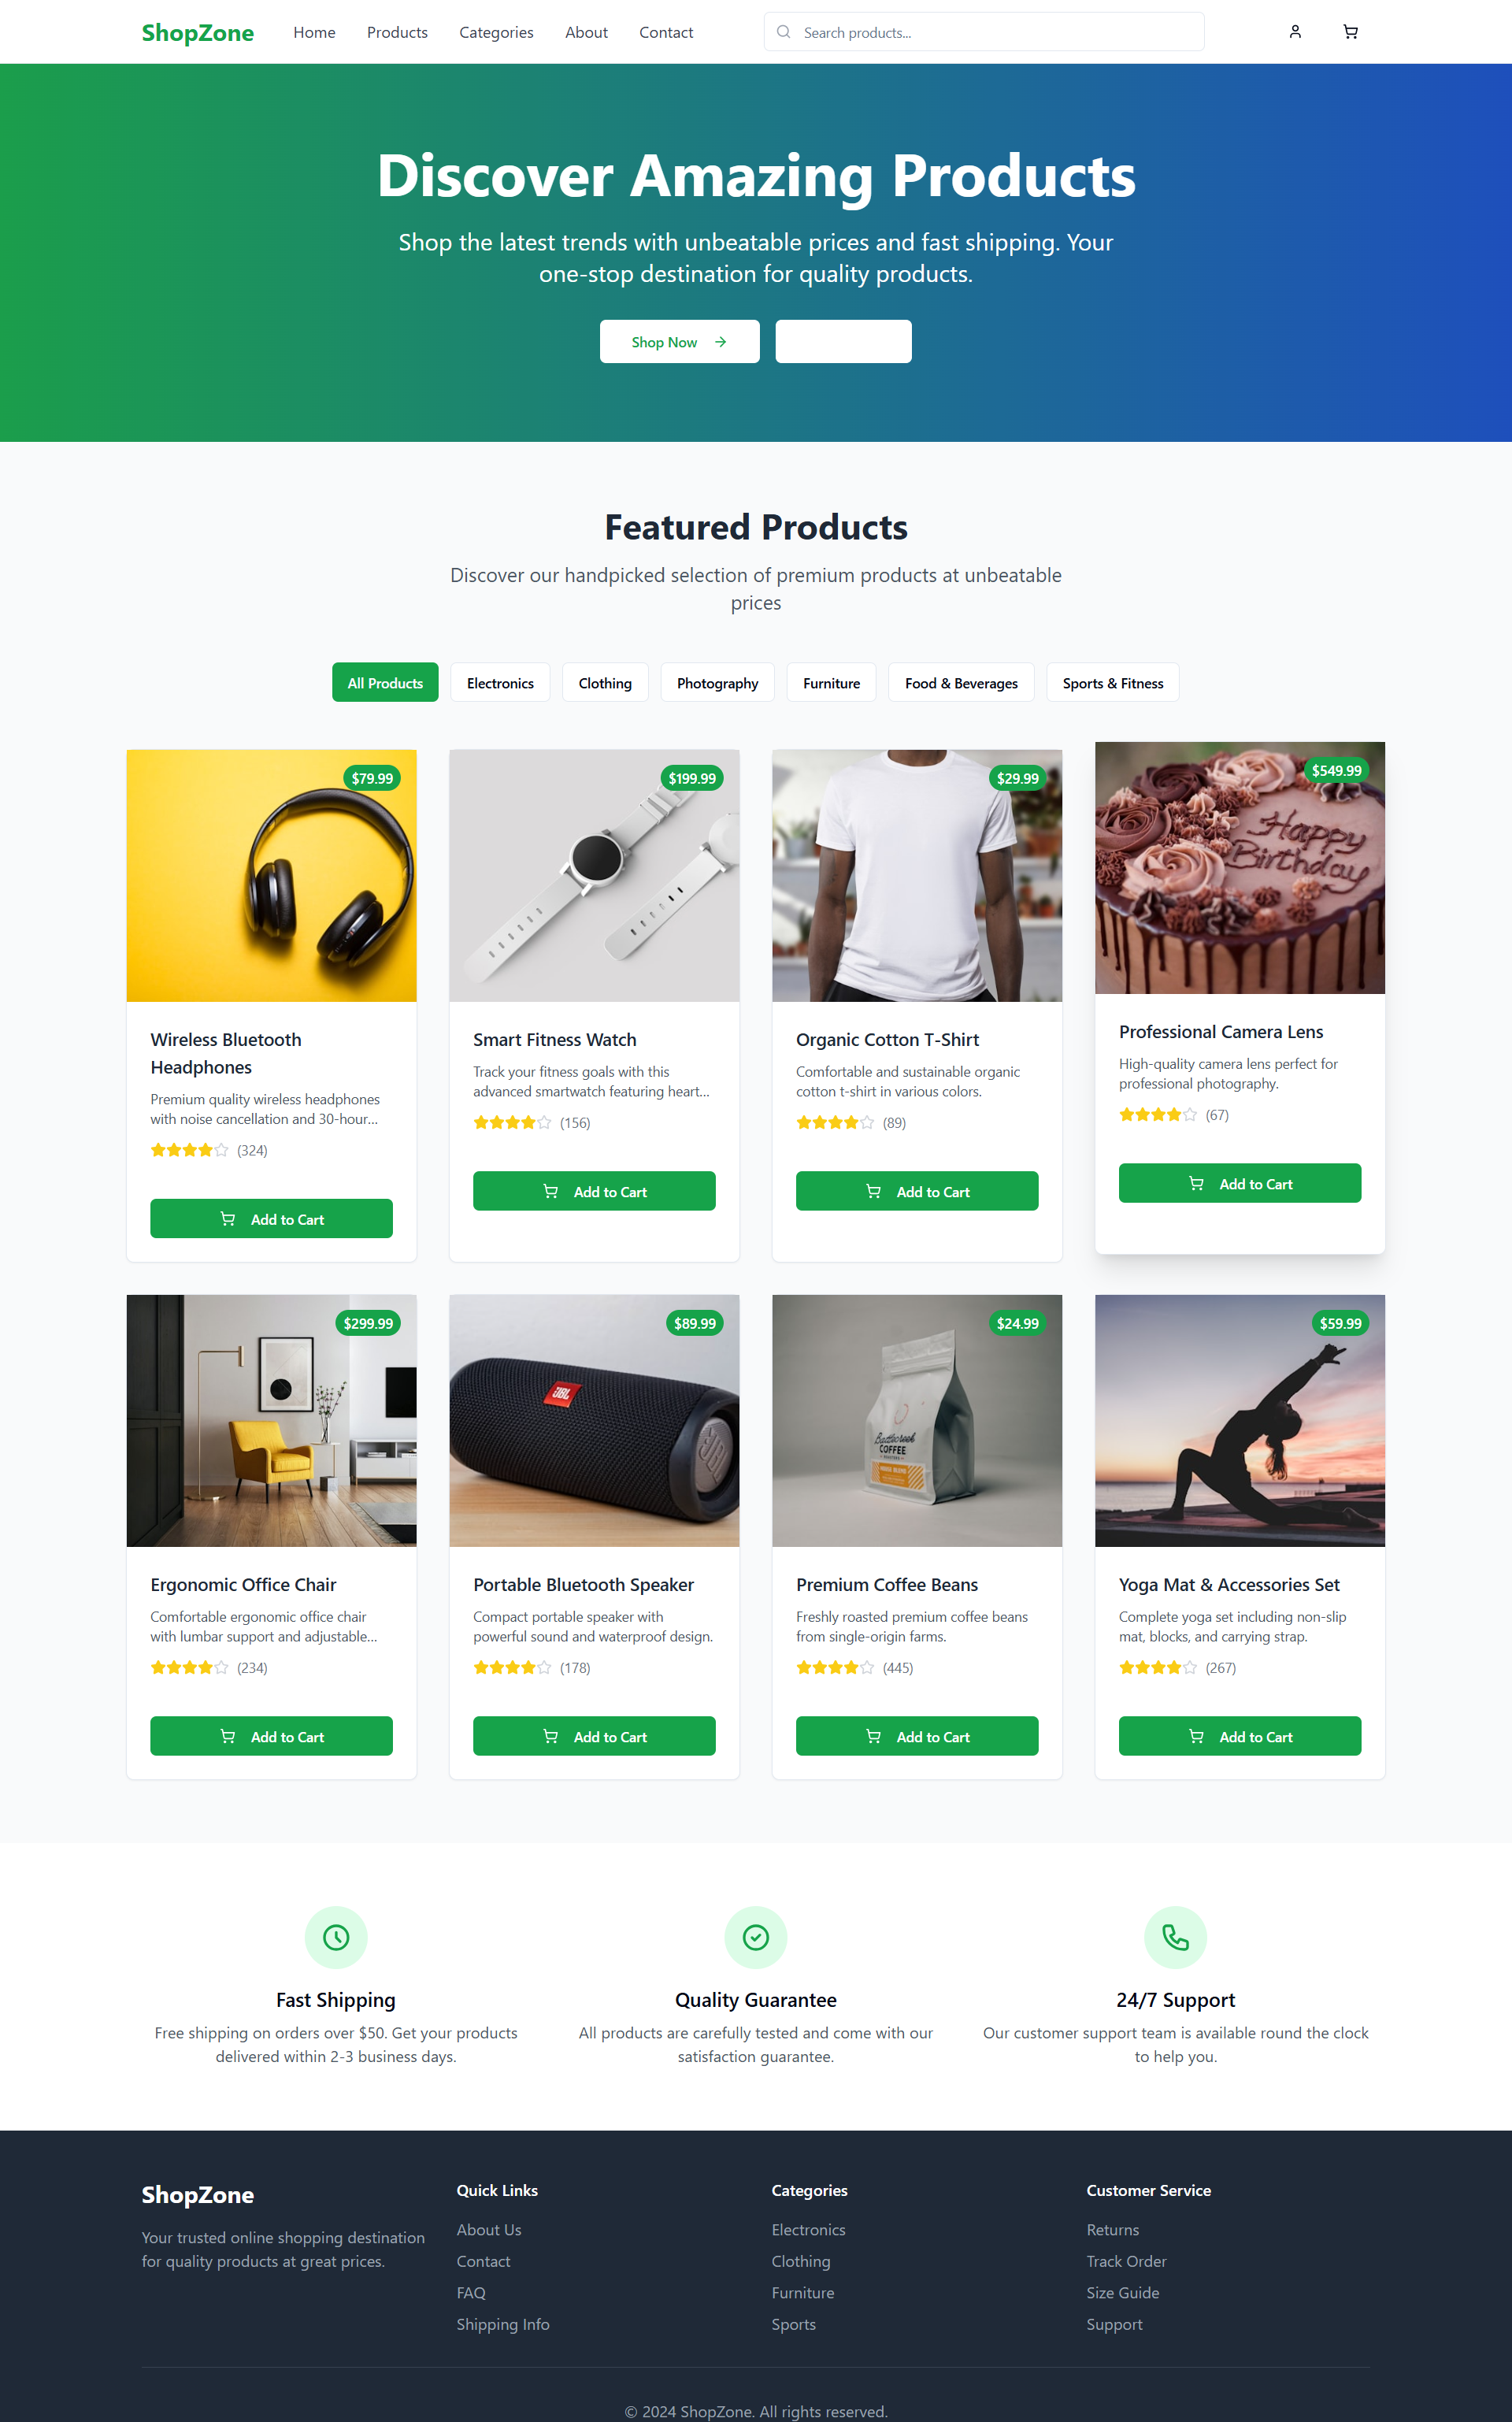 ShopZone
Home
Products
Categories
About
Contact
Search products...
Discover Amazing Products
Shop the latest trends with unbeatable prices and fast shipping. Your
one-stop destination for quality products.
Shop Now
Featured Products
Discover our handpicked selection of premium products at unbeatable
prices
All Products
Electronics
Clothing
Photography
Furniture
Food & Beverages
Sports & Fitness
$79.99
Wireless Bluetooth
Headphones
Premium quality wireless headphones
with noise cancellation and 30-hour...
(324)
Add to Cart
$199.99
Smart Fitness Watch
Track your fitness goals with this
advanced smartwatch featuring heart...
(156)
Add to Cart
$29.99
Organic Cotton T-Shirt
Comfortable and sustainable organic
cotton t-shirt in various colors.
(89)
Add to Cart
$549.99
Happy
Birthday
Professional Camera Lens
High-quality camera lens perfect for
professional photography.
(67)
Add to Cart
$299.99
Ergonomic Office Chair
Comfortable ergonomic office chair
with lumbar support and adjustable...
(234)
Add to Cart
$89.99
JBL
JBL
Portable Bluetooth Speaker
Compact portable speaker with
powerful sound and waterproof design.
(178)
Add to Cart
$24.99
COFFEE
Premium Coffee Beans
Freshly roasted premium coffee beans
from single-origin farms.
(445)
Add to Cart
$59.99
Yoga Mat & Accessories Set
Complete yoga set including non-slip
mat, blocks, and carrying strap.
(267)
Add to Cart
Fast Shipping
Free shipping on orders over $50. Get your products
delivered within 2-3 business days.
Quality Guarantee
All products are carefully tested and come with our
satisfaction guarantee.
24/7 Support
Our customer support team is available round the clock
to help you.
ShopZone
Your trusted online shopping destination
for quality products at great prices.
Quick Links
About Us
Contact
FAQ
Shipping Info
Categories
Electronics
Clothing
Furniture
Sports
Customer Service
Returns
Track Order
Size Guide
Support
© 2024 ShopZone. All rights reserved.